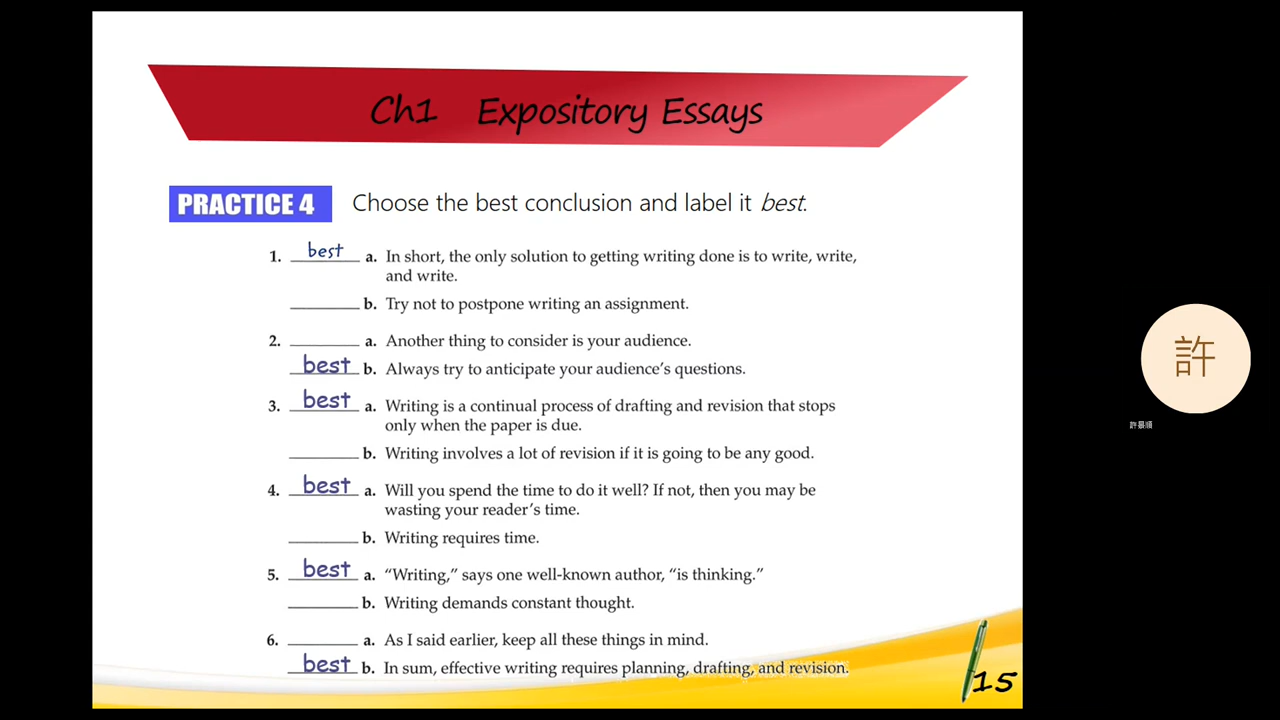 Ch1 Expository Essays
PRACTICE 4 Choose the best conclusion and label it best.
1. best a. In short, the only solution to getting writing done is to write, write,
and write.
b. Try not to postpone writing an assignment.
2. a. Another thing to consider is your audience.
best b. Always try to anticipate your audience's questions.
3. best a. Writing is a continual process of drafting and revision that stops
only when the paper is due.
b. Writing involves a lot of revision if it is going to be any good.
4. best a. Will you spend the time to do it well? If not, then you may be
wasting your reader's time.
b. Writing requires time.
5. best a. “Writing,” says one well-known author, “is thinking.”
b. Writing demands constant thought.
6. a. As I said earlier, keep all these things in mind.
best b. In sum, effective writing requires planning, drafting, and revision.
15
許
許景順